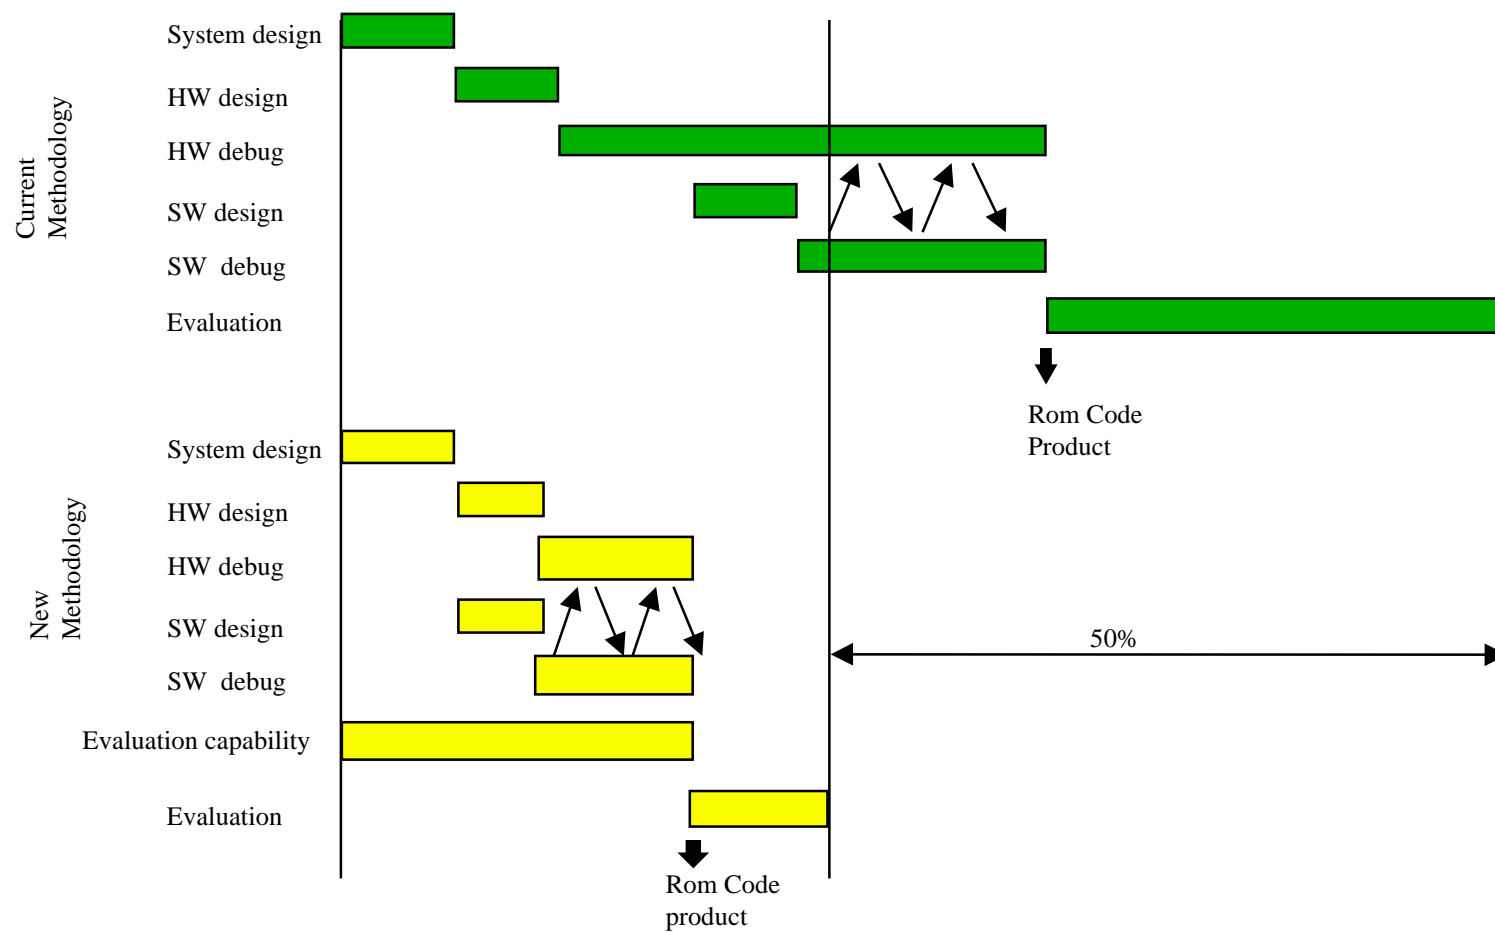 Current
Methodology
System design
HW design
HW debug
SW design
SW  debug
Evaluation
Rom Code
Product
New
Methodology
System design
HW design
HW debug
SW design
SW  debug
Evaluation capability
Evaluation
50%
Rom Code
product